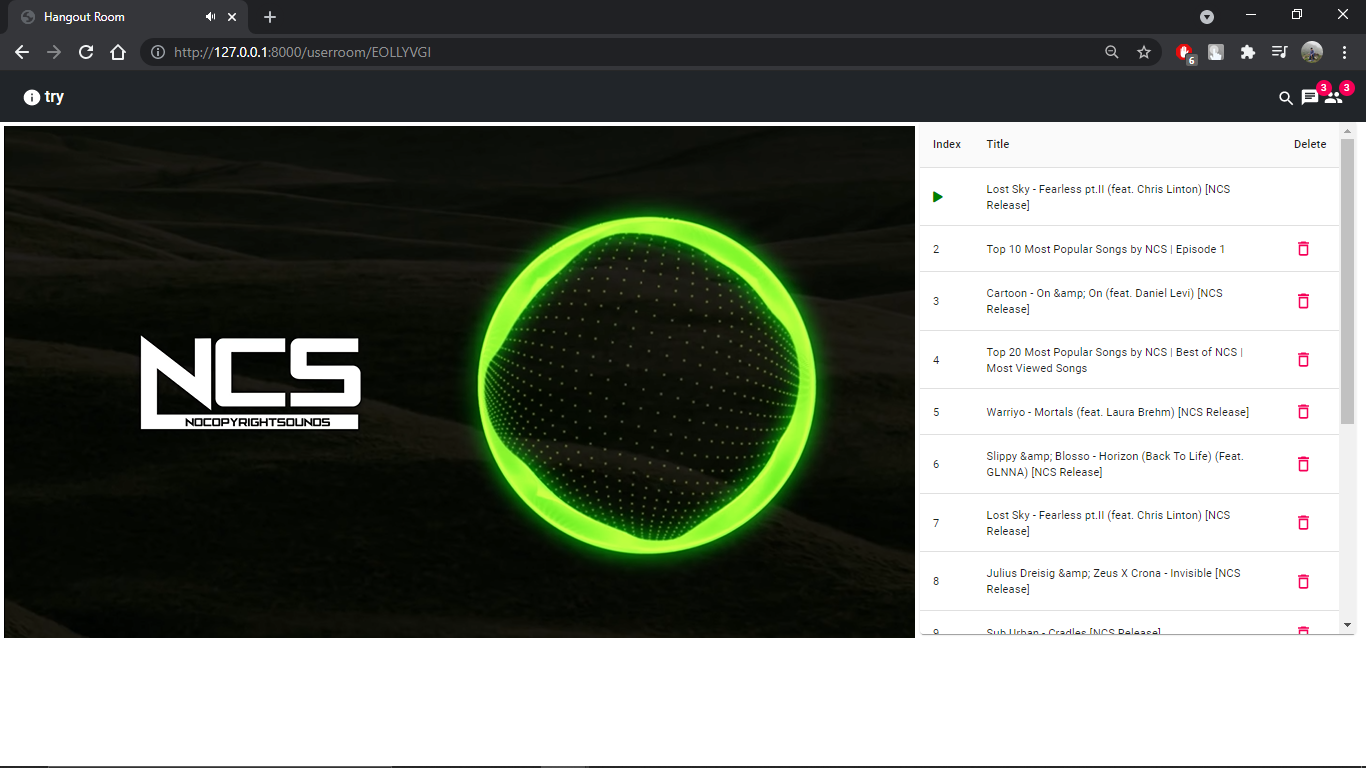 Hangout Room
http://127.0.0.1:8000/userroom/EOLLYVGI
6
try
3
3
NCS
NOCOPYRIGHTSOUNDS
Index Title Delete
Lost Sky - Fearless pt.II (feat. Chris Linton) [NCS
Release]
2 Top 10 Most Popular Songs by NCS | Episode 1
3 Cartoon - On &amp; On (feat. Daniel Levi) [NCS
Release]
4 Top 20 Most Popular Songs by NCS | Best of NCS |
Most Viewed Songs
5 Warriyo - Mortals (feat. Laura Brehm) [NCS Release]
6 Slippy &amp; Blosso - Horizon (Back To Life) (Feat.
GLNNA) [NCS Release]
7 Lost Sky - Fearless pt.II (feat. Chris Linton) [NCS
Release]
8 Julius Dreisig &amp; Zeus X Crona - Invisible [NCS
Release]
9 Sub Urban - Cradles [NCS Release]